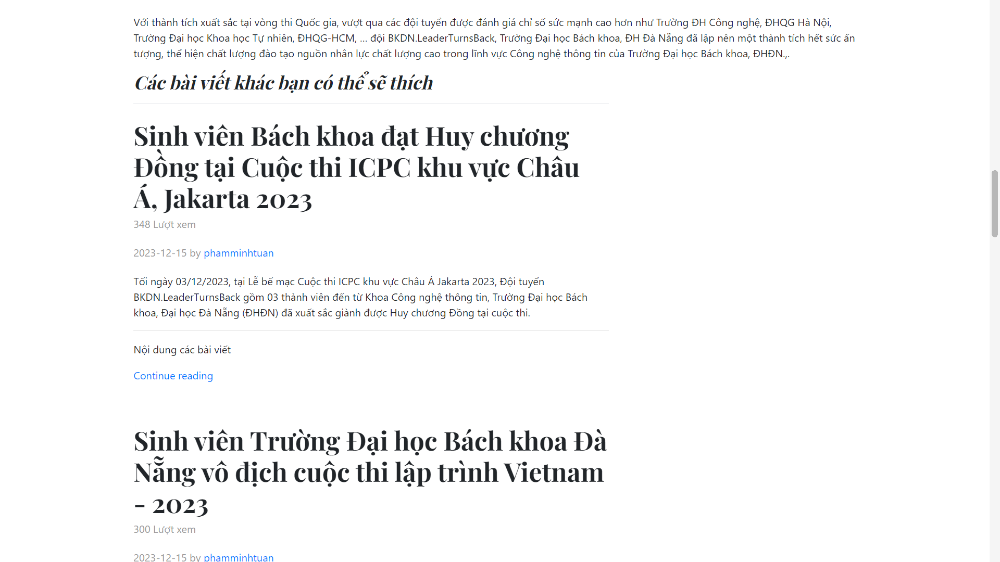 Với thành tích xuất sắc tại vòng thi Quốc gia, vượt qua các đội tuyển được đánh giá chỉ số sức mạnh cao hơn như Trường ĐH Công nghệ, ĐHQG Hà Nội,
Trường Đại học Khoa học Tự nhiên, ĐHQG-HCM, ... đội BKDN.LeaderTurnsBack, Trường Đại học Bách khoa, ĐH Đà Nẵng đã lập nên một thành tích hết sức ấn
tượng, thể hiện chất lượng đào tạo nguồn nhân lực chất lượng cao trong lĩnh vực Công nghệ thông tin của Trường Đại học Bách khoa, ĐHĐN.,.
Các bài viết khác bạn có thể sẽ thích
Sinh viên Bách khoa đạt Huy chương
Đồng tại Cuộc thi ICPC khu vực Châu
Á, Jakarta 2023
348 Lượt xem
2023-12-15 by phamminhtuan
Tối ngày 03/12/2023, tại Lễ bế mạc Cuộc thi ICPC khu vực Châu Á Jakarta 2023, Đội tuyển
BKDN.LeaderTurnsBack gồm 03 thành viên đến từ Khoa Công nghệ thông tin, Trường Đại học Bách
khoa, Đại học Đà Nẵng (ĐHĐN) đã xuất sắc giành được Huy chương Đồng tại cuộc thi.
Nội dung các bài viết
Continue reading
Sinh viên Trường Đại học Bách khoa Đà
Nẵng vô địch cuộc thi lập trình Vietnam
- 2023
300 Lượt xem
2023-12-15 by phamminhtuan